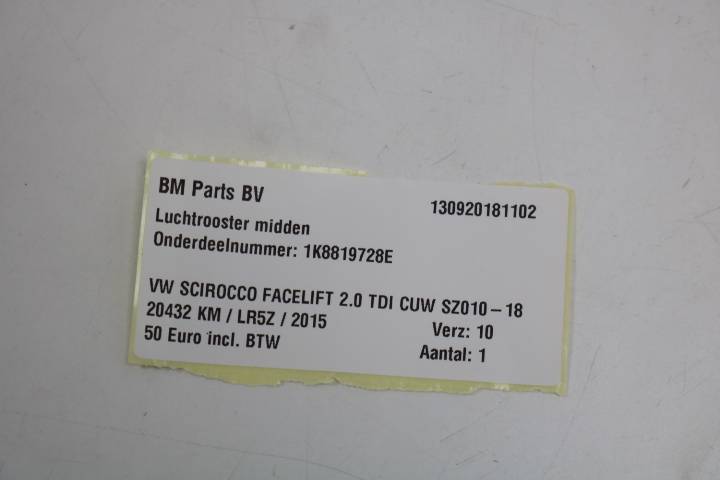 BM Parts BV 130920181102
Luchtrooster midden
Onderdeelnummer: 1K8819728E
VW SCIROCCO FACELIFT 2.0 TDI CUW SZ010-18
20432 KM / LR5Z / 2015 Verz: 10
50 Euro incl. BTW Aantal: 1